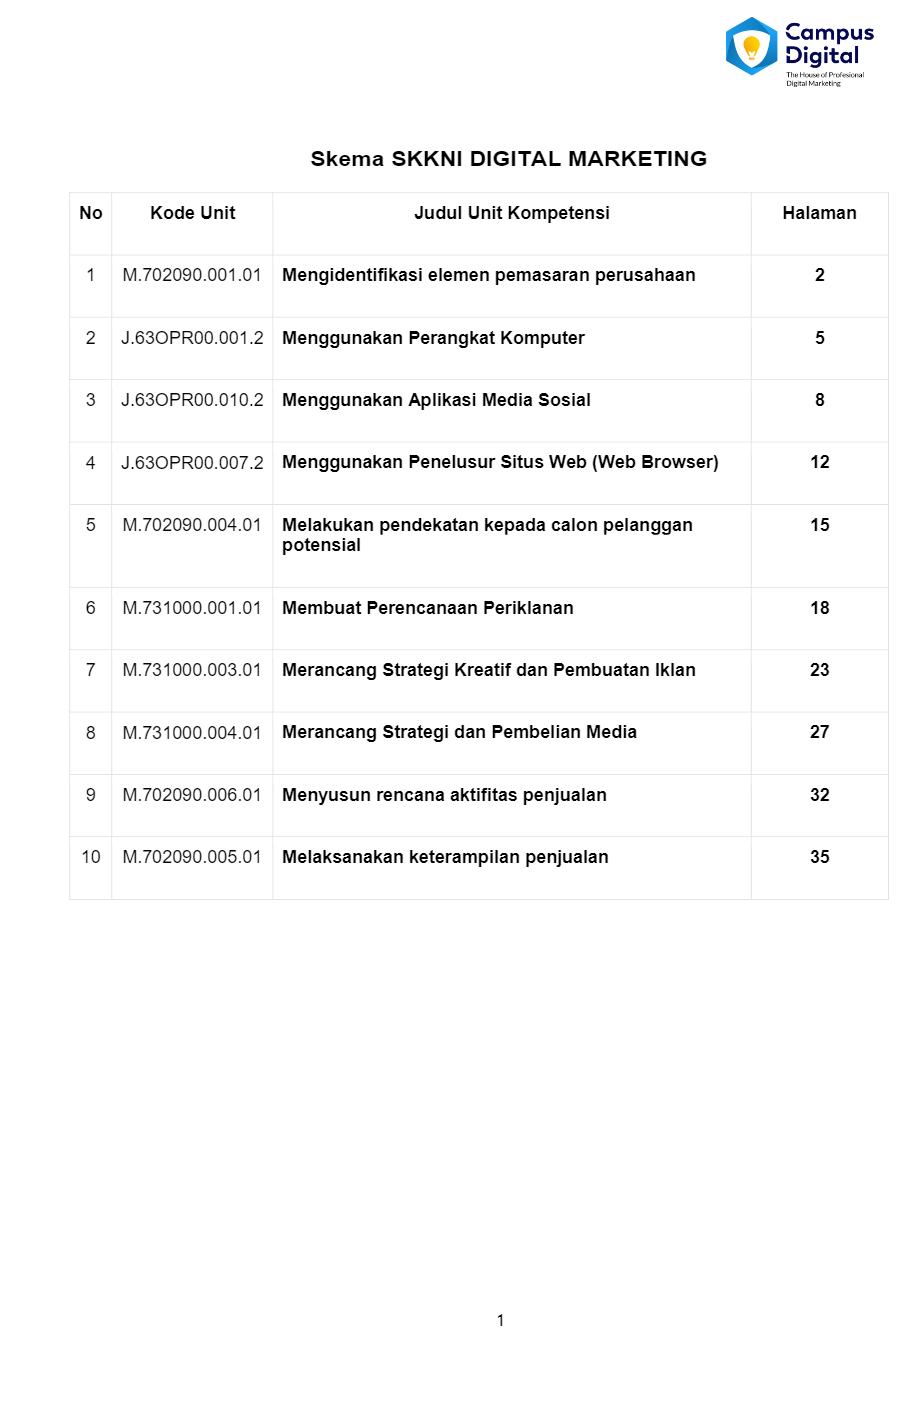 Campus
Digital
The House of Profesional
Digital Marketing
Skema SKKNI DIGITAL MARKETING
No Kode Unit Judul Unit Kompetensi Halaman
1 M.702090.001.01 Mengidentifikasi elemen pemasaran perusahaan 2
2 J.63OPR00.001.2 Menggunakan Perangkat Komputer 5
3 J.63OPR00.010.2 Menggunakan Aplikasi Media Sosial 8
4 J.63OPR00.007.2 Menggunakan Penelusur Situs Web (Web Browser) 12
5 M.702090.004.01 Melakukan pendekatan kepada calon pelanggan 15
potensial
6 M.731000.001.01 Membuat Perencanaan Periklanan 18
7 M.731000.003.01 Merancang Strategi Kreatif dan Pembuatan Iklan 23
8 M.731000.004.01 Merancang Strategi dan Pembelian Media 27
9 M.702090.006.01 Menyusun rencana aktifitas penjualan 32
10 M.702090.005.01 Melaksanakan keterampilan penjualan 35
1